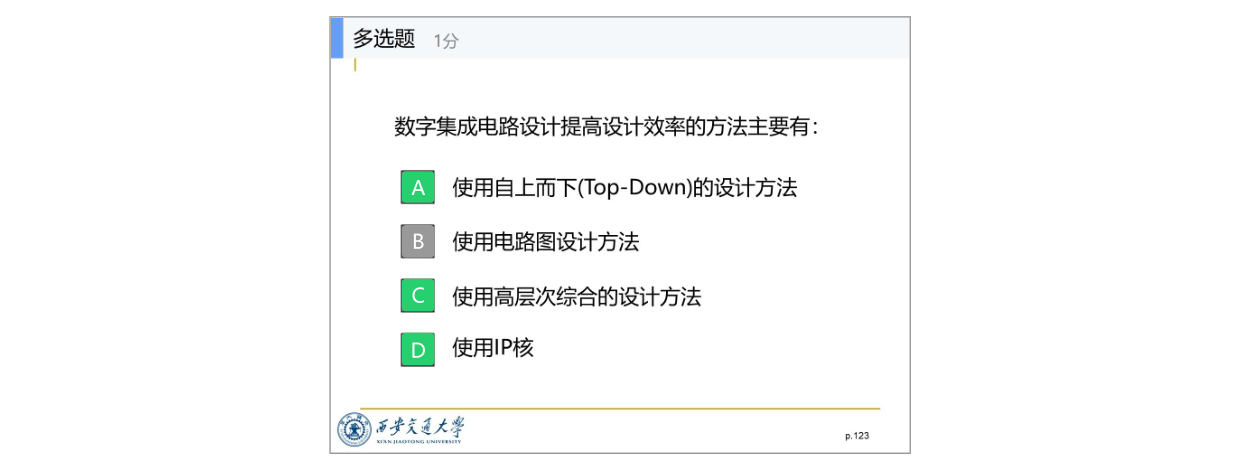 多选题 1分
数字集成电路设计提高设计效率的方法主要有：
A 使用自上而下(Top-Down)的设计方法
B 使用电路图设计方法
C 使用高层次综合的设计方法
D 使用IP核
西安交通大学
XI'AN JIAOTONG UNIVERSITY
p.123